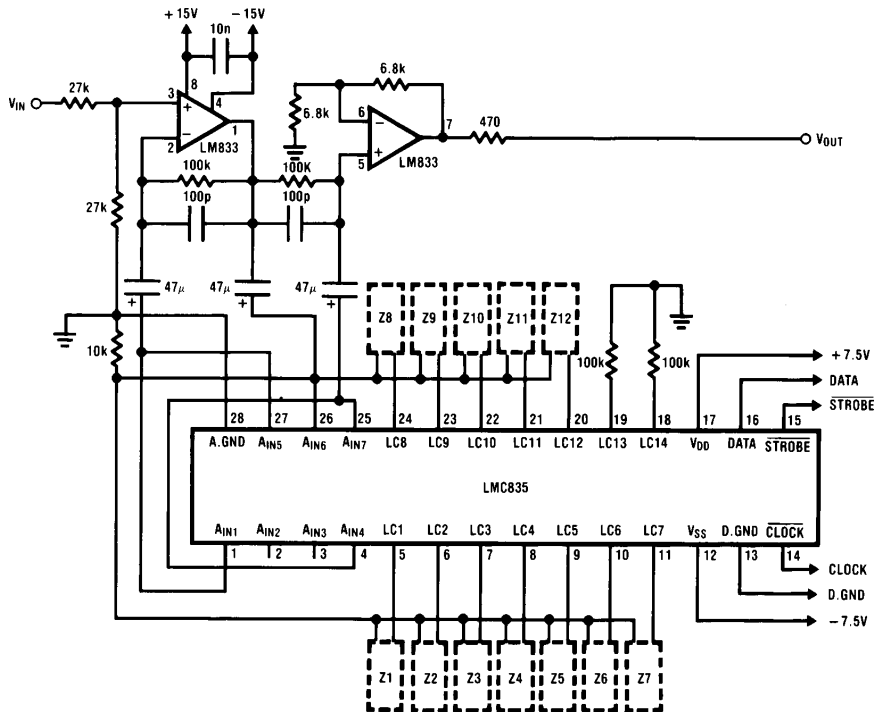 +15V −15V
10n
27k
V_IN
3 + 8 4
− 1
2 LM833
6.8k
6.8k
6 − 7
5 + LM833
470
V_OUT
100k 100K
100p 100p
27k
47μ 47μ 47μ
+ + +
Z8 Z9 Z10 Z11 Z12
10k
100k 100k
+7.5V
DATA
STROBE
28 27 26 25 24 23 22 21 20 19 18 17 16 15
A.GND A_IN5 A_IN6 A_IN7 LC8 LC9 LC10 LC11 LC12 LC13 LC14 V_DD DATA STROBE
LMC835
A_IN1 A_IN2 A_IN3 A_IN4 LC1 LC2 LC3 LC4 LC5 LC6 LC7 V_SS D.GND CLOCK
1 2 3 4 5 6 7 8 9 10 11 12 13 14
CLOCK
D.GND
−7.5V
Z1 Z2 Z3 Z4 Z5 Z6 Z7